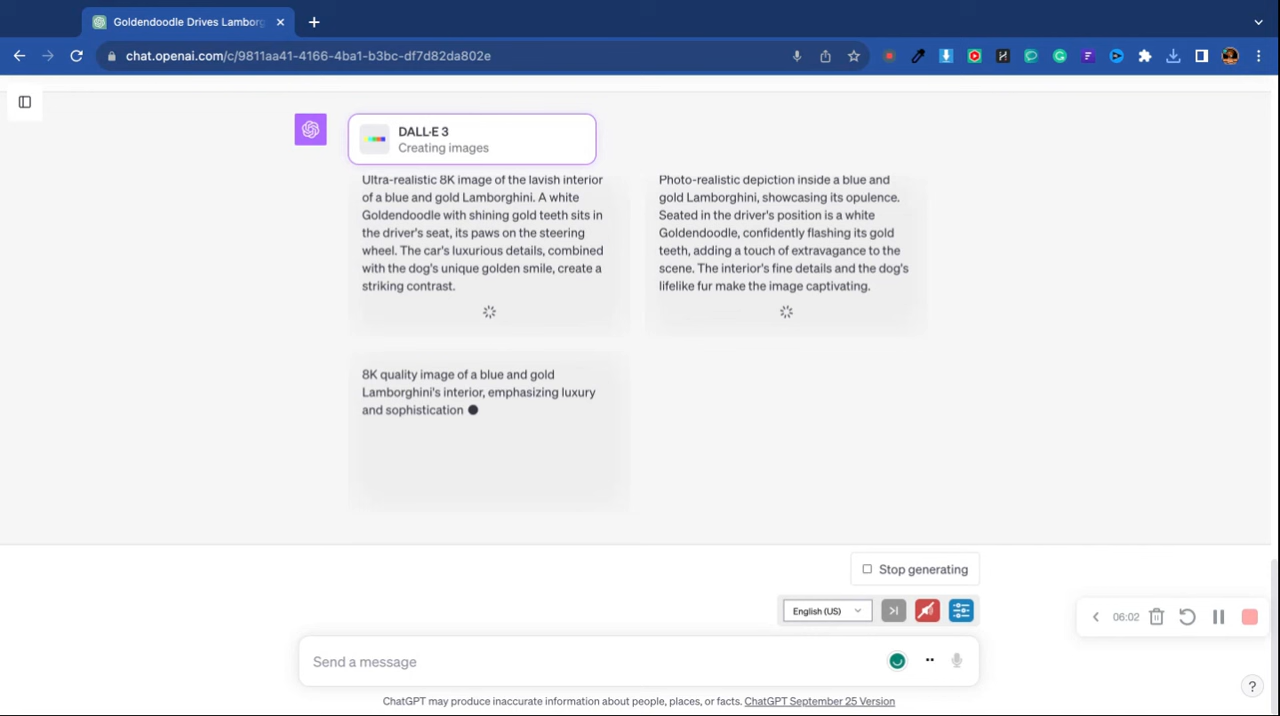 Goldendoodle Drives Lamborg
chat.openai.com/c/9811aa41-4166-4ba1-b3bc-df7d82da802e
DALL·E 3
Creating images
Ultra-realistic 8K image of the lavish interior
of a blue and gold Lamborghini. A white
Goldendoodle with shining gold teeth sits in
the driver's seat, its paws on the steering
wheel. The car's luxurious details, combined
with the dog's unique golden smile, create a
striking contrast.
Photo-realistic depiction inside a blue and
gold Lamborghini, showcasing its opulence.
Seated in the driver's position is a white
Goldendoodle, confidently flashing its gold
teeth, adding a touch of extravagance to the
scene. The interior's fine details and the dog's
lifelike fur make the image captivating.
8K quality image of a blue and gold
Lamborghini's interior, emphasizing luxury
and sophistication
Stop generating
English (US)
06:02
Send a message
ChatGPT may produce inaccurate information about people, places, or facts. ChatGPT September 25 Version
?